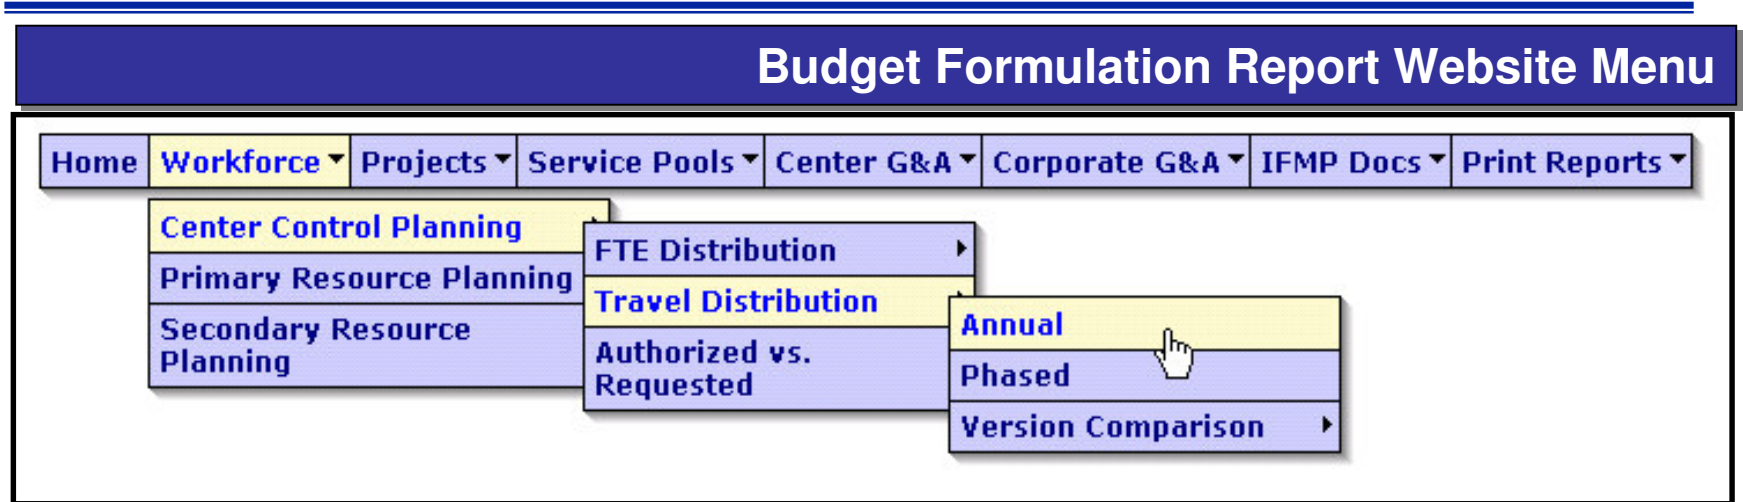 Budget Formulation Report Website Menu
Home Workforce Projects Service Pools Center G&A Corporate G&A IFMP Docs Print Reports
Center Control Planning
Primary Resource Planning
Secondary Resource
Planning
FTE Distribution
Travel Distribution
Authorized vs.
Requested
Annual
Phased
Version Comparison